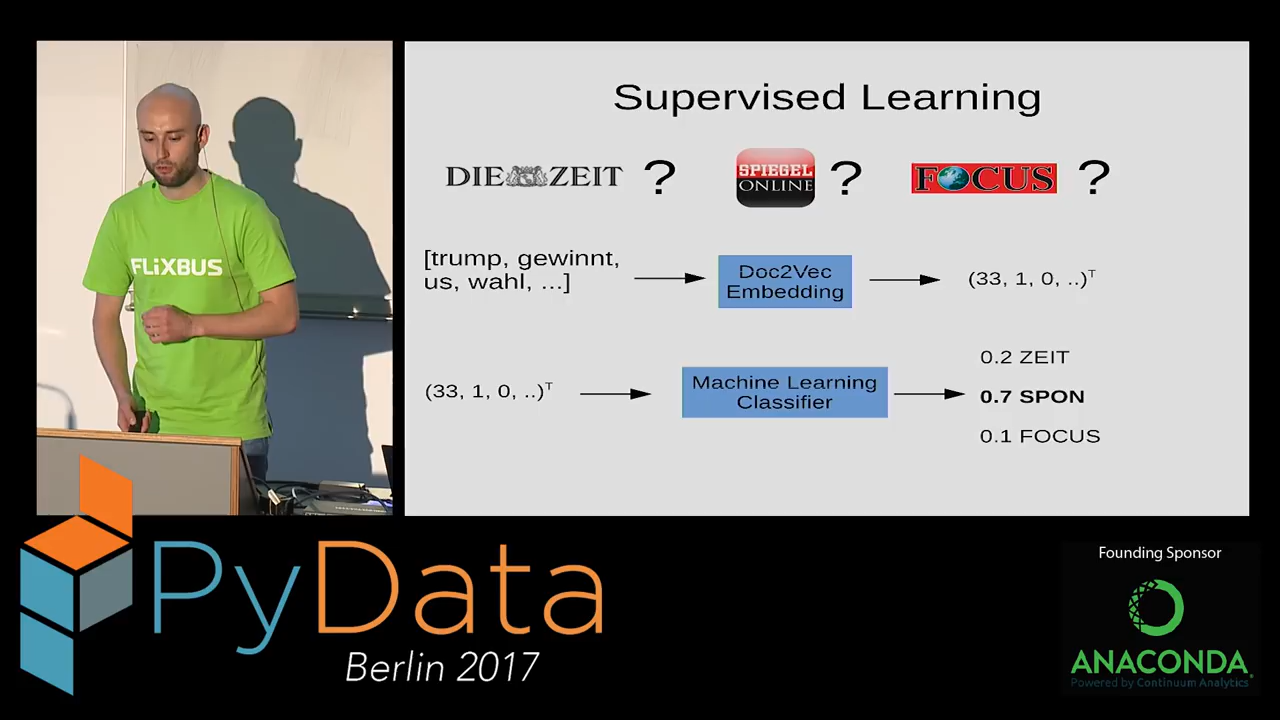 FLiXBUS
Supervised Learning
DIE ZEIT ?
SPIEGEL
ONLINE ?
FOCUS ?
[trump, gewinnt,
us, wahl, ...]
Doc2Vec
Embedding
(33, 1, 0, ..)ᵀ
(33, 1, 0, ..)ᵀ
Machine Learning
Classifier
0.2 ZEIT
0.7 SPON
0.1 FOCUS
PyData
Berlin 2017
Founding Sponsor
ANACONDA
Powered by Continuum Analytics